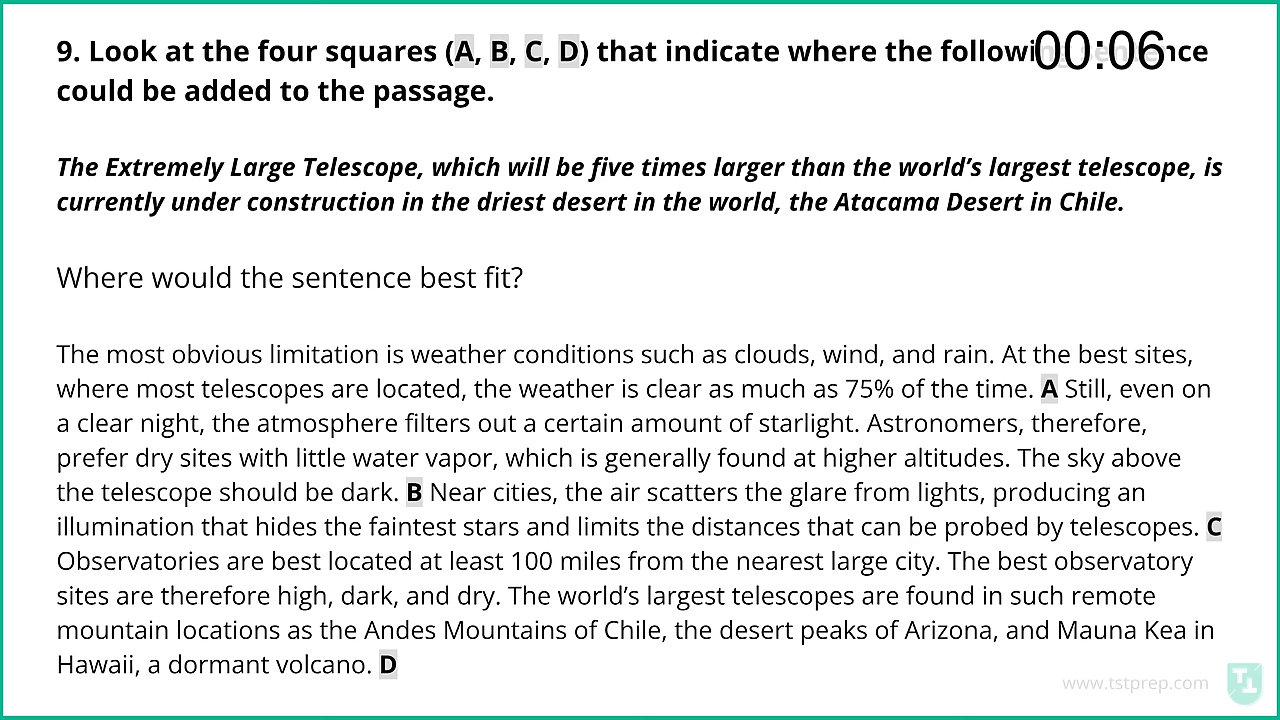 9. Look at the four squares (A, B, C, D) that indicate where the 00:06 nce
could be added to the passage.
The Extremely Large Telescope, which will be five times larger than the world’s largest telescope, is
currently under construction in the driest desert in the world, the Atacama Desert in Chile.
Where would the sentence best fit?
The most obvious limitation is weather conditions such as clouds, wind, and rain. At the best sites,
where most telescopes are located, the weather is clear as much as 75% of the time. A Still, even on
a clear night, the atmosphere filters out a certain amount of starlight. Astronomers, therefore,
prefer dry sites with little water vapor, which is generally found at higher altitudes. The sky above
the telescope should be dark. B Near cities, the air scatters the glare from lights, producing an
illumination that hides the faintest stars and limits the distances that can be probed by telescopes. C
Observatories are best located at least 100 miles from the nearest large city. The best observatory
sites are therefore high, dark, and dry. The world’s largest telescopes are found in such remote
mountain locations as the Andes Mountains of Chile, the desert peaks of Arizona, and Mauna Kea in
Hawaii, a dormant volcano. D
www.tstprep.com